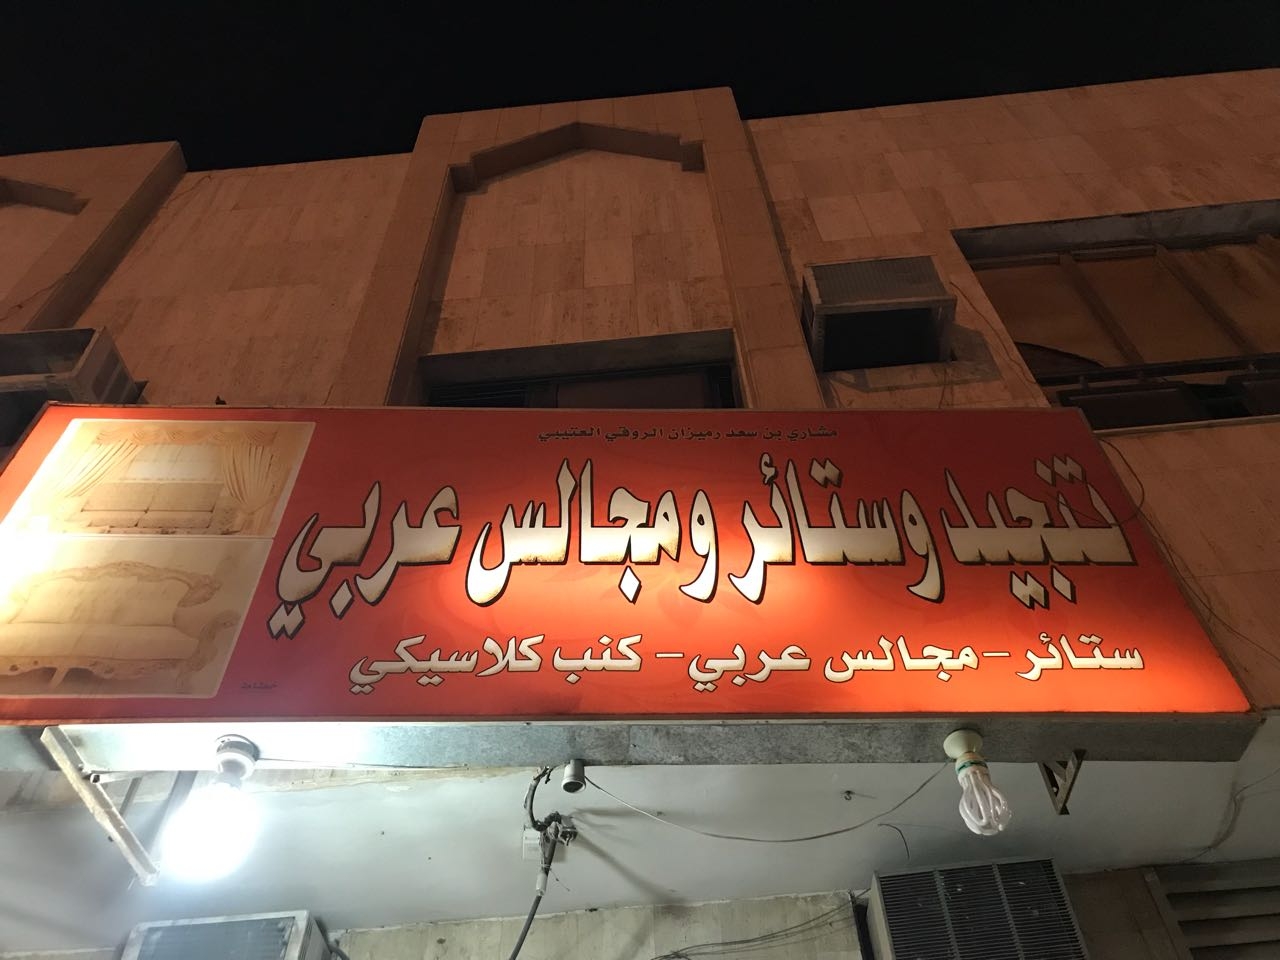 مشاري بن سعد رميزان الروقي العتيبي
تنجيد وستائر ومجالس عربي
ستائر - مجالس عربي - كنب كلاسيكي